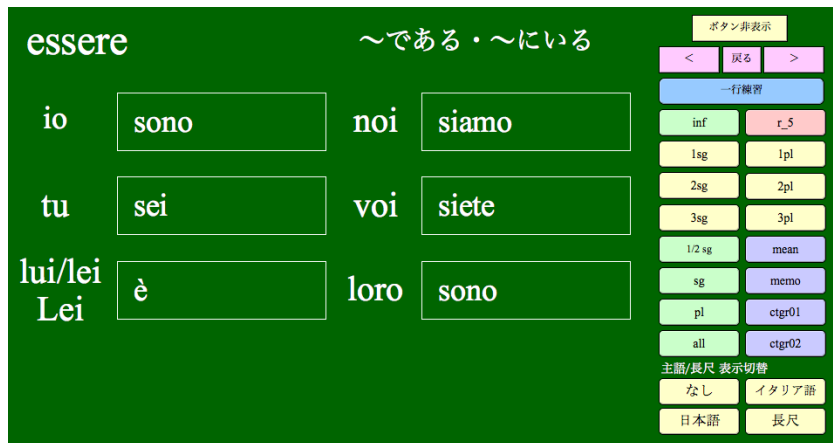 essere
～である・～にいる
io
sono
noi
siamo
tu
sei
voi
siete
lui/lei
Lei
è
loro
sono
ボタン非表示
＜
戻る
＞
一行練習
inf
r_5
1sg
1pl
2sg
2pl
3sg
3pl
1/2 sg
mean
sg
memo
pl
ctgr01
all
ctgr02
主語/長尺 表示切替
なし
イタリア語
日本語
長尺